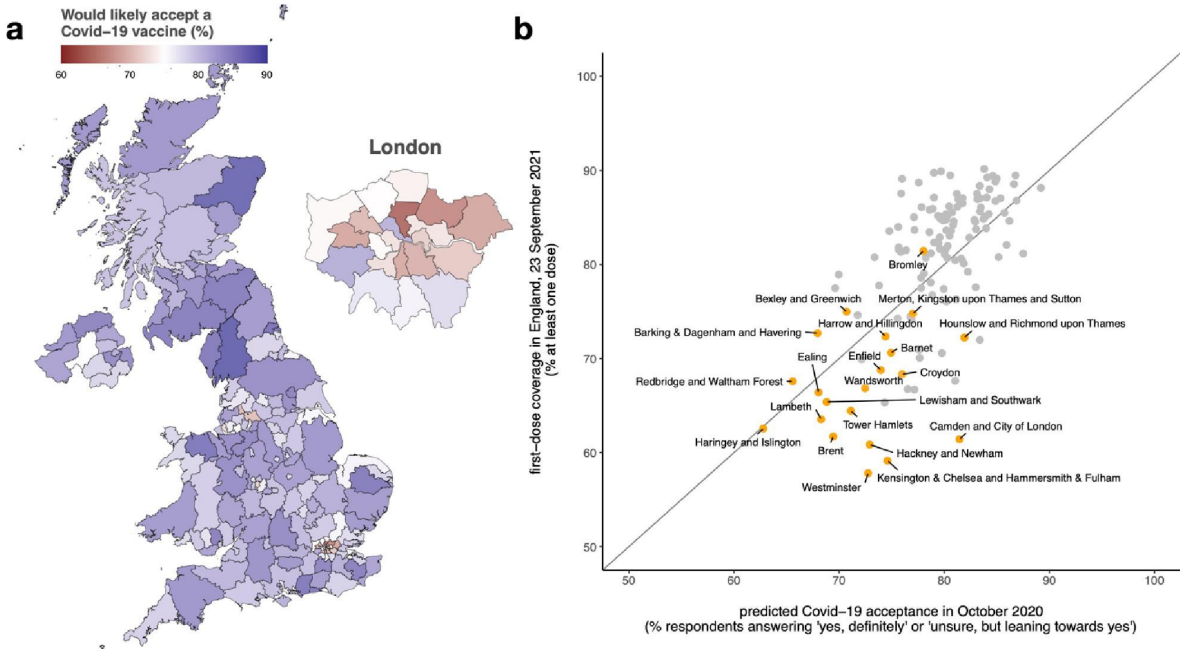 a
Would likely accept a
Covid−19 vaccine (%)
60 70 80 90
London
b
first−dose coverage in England, 23 September 2021
(% at least one dose)
100
90
80
70
60
50
Bromley
Bexley and Greenwich
Merton, Kingston upon Thames and Sutton
Barking & Dagenham and Havering
Harrow and Hillingdon
Hounslow and Richmond upon Thames
Ealing
Enfield
Barnet
Redbridge and Waltham Forest
Wandsworth
Croydon
Lambeth
Lewisham and Southwark
Haringey and Islington
Tower Hamlets
Camden and City of London
Brent
Hackney and Newham
Westminster
Kensington & Chelsea and Hammersmith & Fulham
50 60 70 80 90 100
predicted Covid−19 acceptance in October 2020
(% respondents answering 'yes, definitely' or 'unsure, but leaning towards yes')